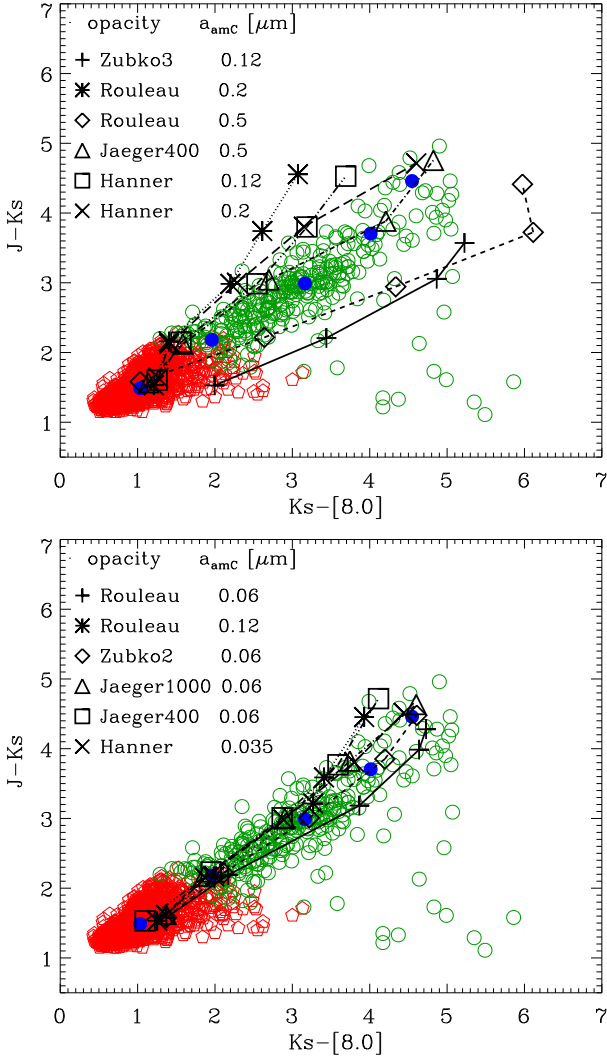 opacity a_amC [μm]
Zubko3 0.12
Rouleau 0.2
Rouleau 0.5
Jaeger400 0.5
Hanner 0.12
Hanner 0.2
7
6
5
4
3
2
1
J-Ks
0 1 2 3 4 5 6 7
Ks-[8.0]
opacity a_amC [μm]
Rouleau 0.06
Rouleau 0.12
Zubko2 0.06
Jaeger1000 0.06
Jaeger400 0.06
Hanner 0.035
7
6
5
4
3
2
1
J-Ks
0 1 2 3 4 5 6 7
Ks-[8.0]